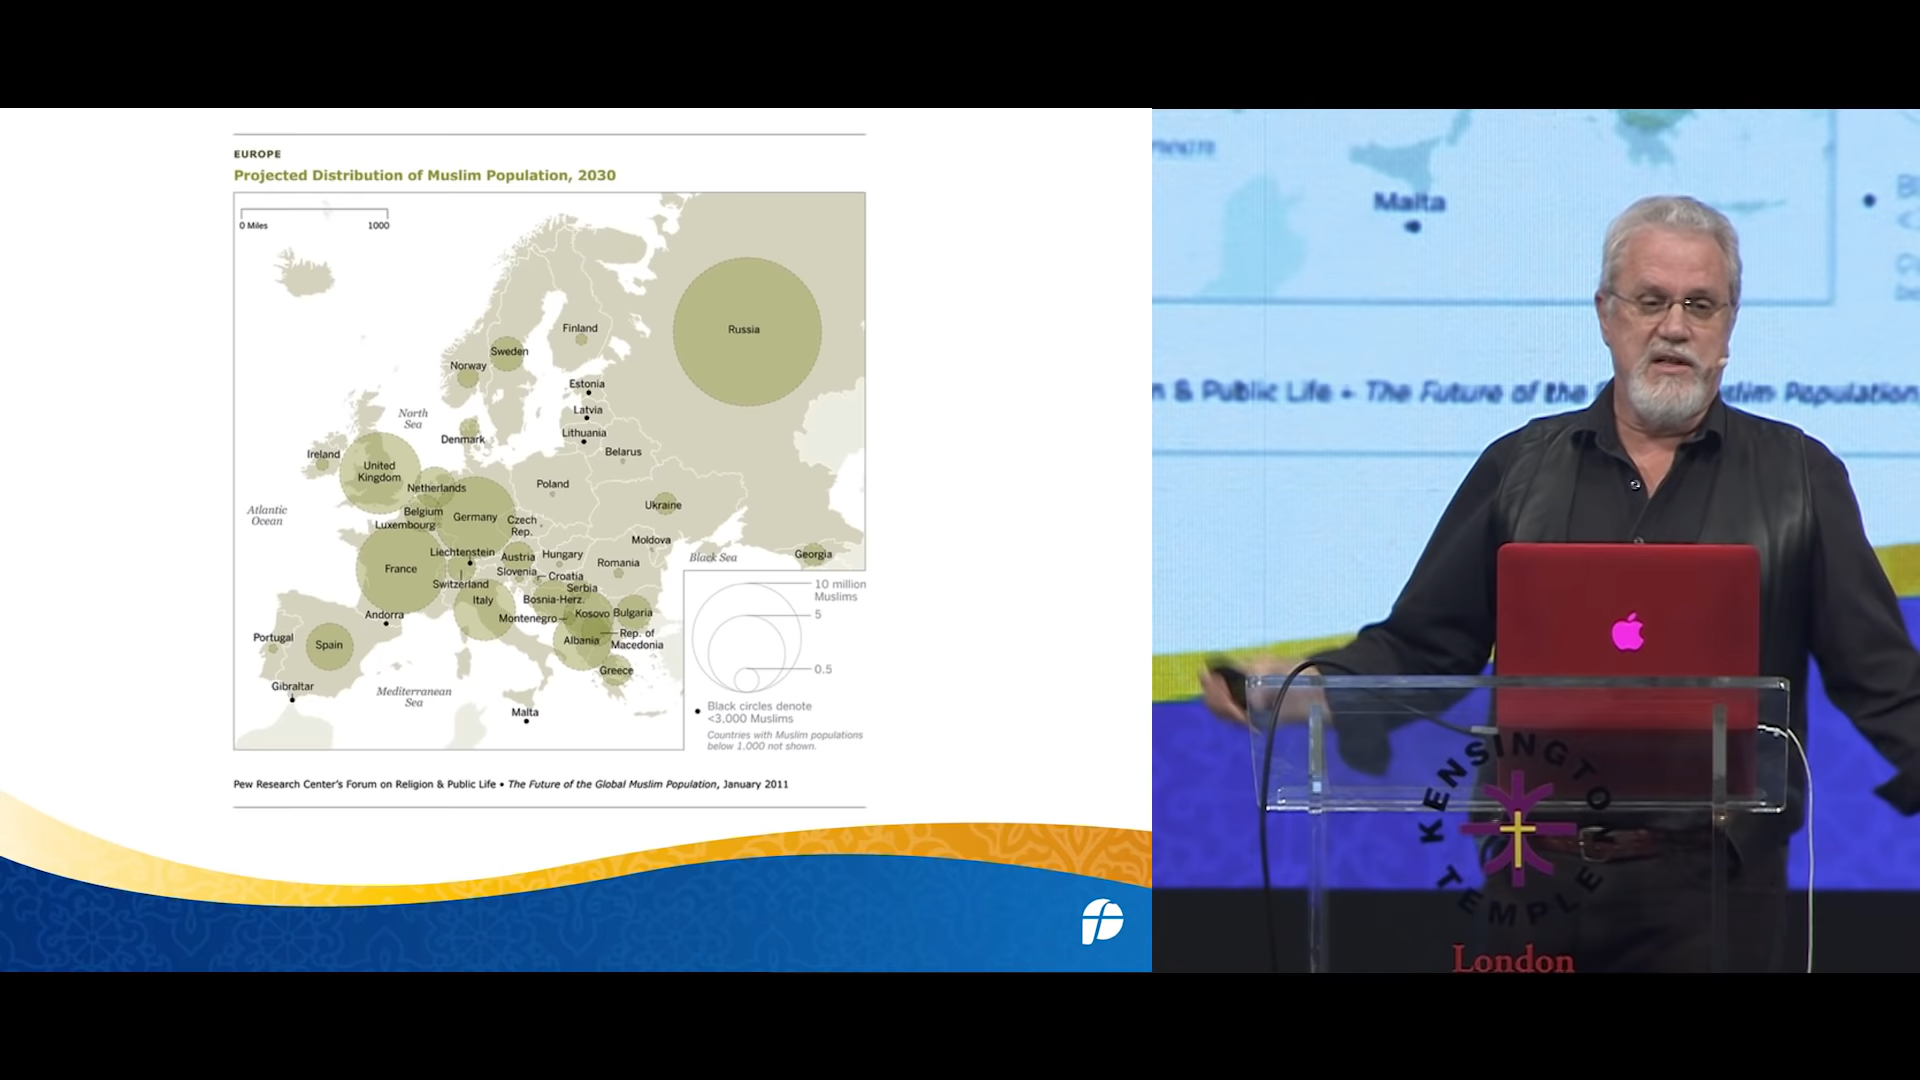 EUROPE
Projected Distribution of Muslim Population, 2030
0 Miles 1000
Finland
Russia
Sweden
Norway
Estonia
North
Sea
Latvia
Lithuania
Denmark
Ireland
Belarus
United
Kingdom
Poland
Netherlands
Ukraine
Atlantic
Ocean
Belgium
Germany
Czech
Rep.
Luxembourg
Moldova
Liechtenstein
Austria
Hungary
Black Sea
Georgia
France
Romania
Slovenia
Croatia
Switzerland
Serbia
Italy
Bosnia-Herz.
Andorra
Montenegro
Kosovo
Bulgaria
Portugal
Spain
Albania
Rep. of
Macedonia
Greece
Gibraltar
Mediterranean
Sea
Malta
10 million
Muslims
5
0.5
Black circles denote
<3,000 Muslims
Countries with Muslim populations
below 1,000 not shown.
Pew Research Center's Forum on Religion & Public Life • The Future of the Global Muslim Population, January 2011
Malta
& Public Life • The Future of the
Population
KENSINGTON
TEMPLE
London